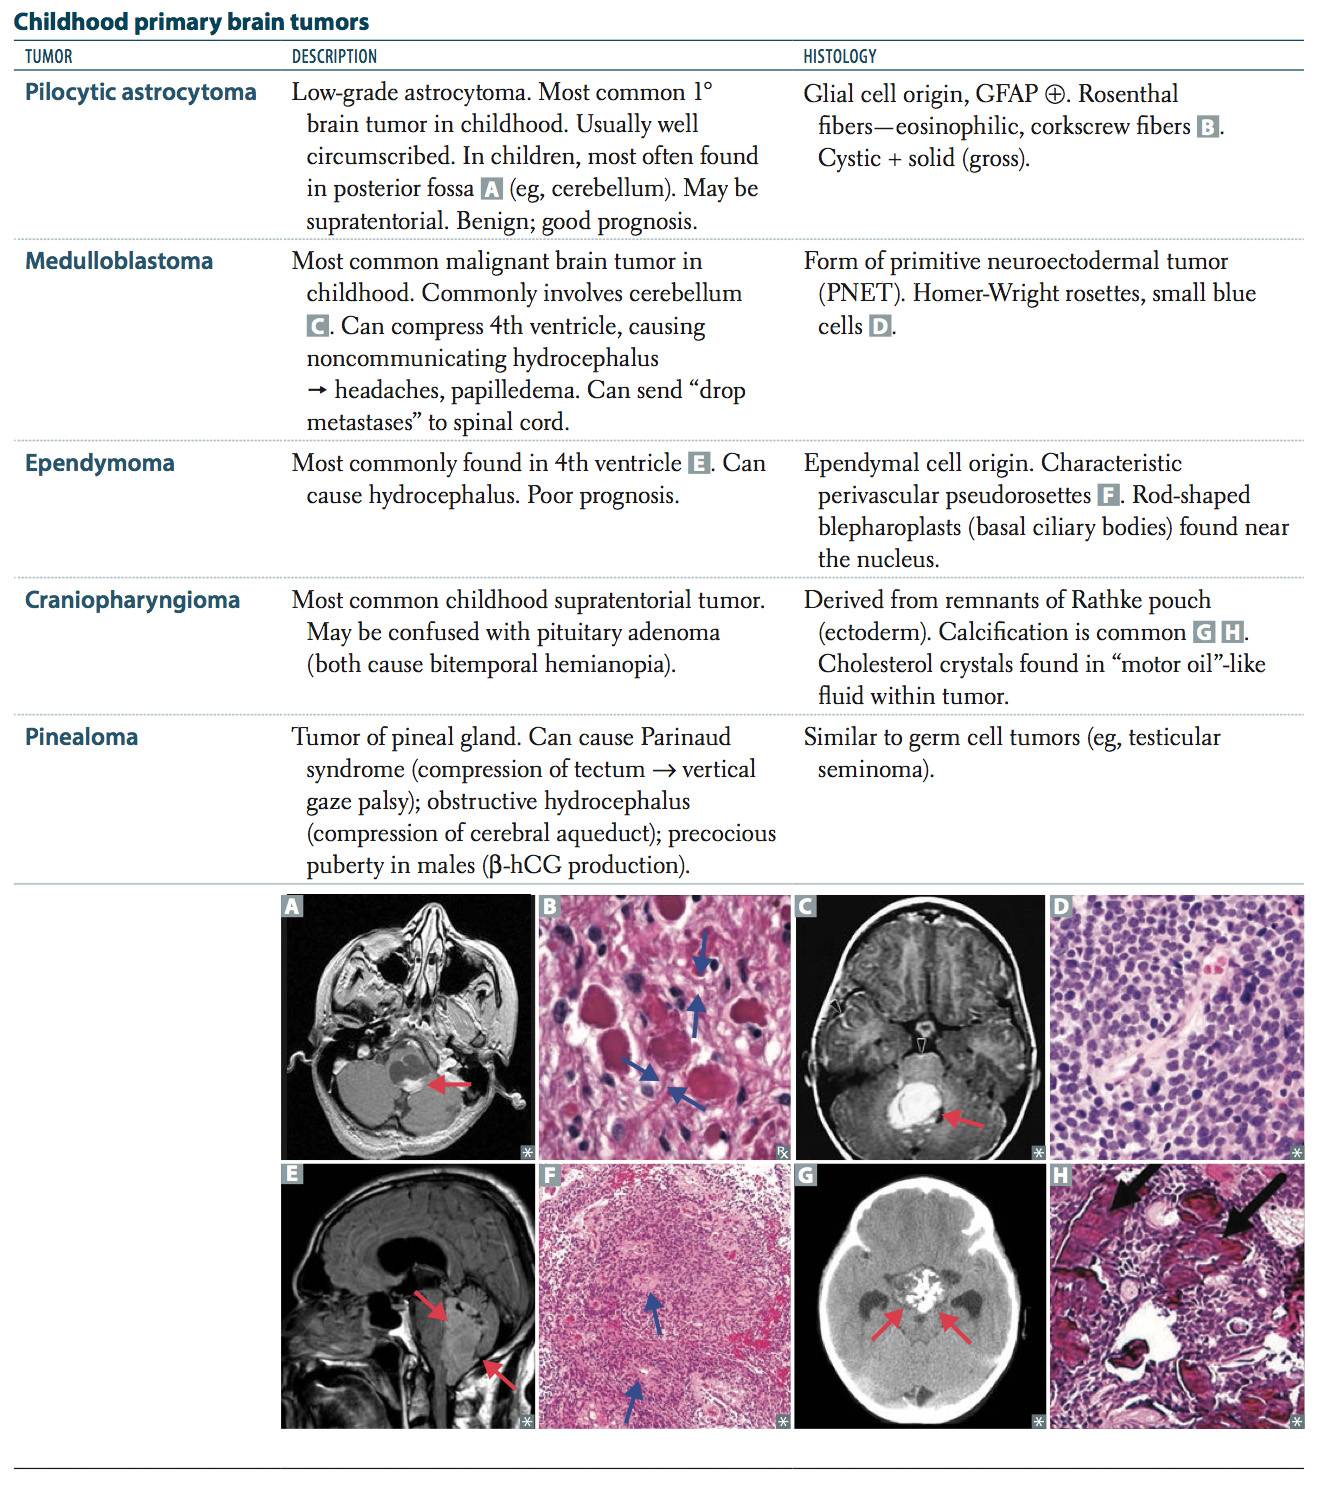 Childhood primary brain tumors
TUMOR DESCRIPTION HISTOLOGY
Pilocytic astrocytoma
Low-grade astrocytoma. Most common 1°
brain tumor in childhood. Usually well
circumscribed. In children, most often found
in posterior fossa A (eg, cerebellum). May be
supratentorial. Benign; good prognosis.
Glial cell origin, GFAP ⊕. Rosenthal
fibers—eosinophilic, corkscrew fibers B.
Cystic + solid (gross).
Medulloblastoma
Most common malignant brain tumor in
childhood. Commonly involves cerebellum
C. Can compress 4th ventricle, causing
noncommunicating hydrocephalus
→ headaches, papilledema. Can send “drop
metastases” to spinal cord.
Form of primitive neuroectodermal tumor
(PNET). Homer-Wright rosettes, small blue
cells D.
Ependymoma
Most commonly found in 4th ventricle E. Can
cause hydrocephalus. Poor prognosis.
Ependymal cell origin. Characteristic
perivascular pseudorosettes F. Rod-shaped
blepharoplasts (basal ciliary bodies) found near
the nucleus.
Craniopharyngioma
Most common childhood supratentorial tumor.
May be confused with pituitary adenoma
(both cause bitemporal hemianopia).
Derived from remnants of Rathke pouch
(ectoderm). Calcification is common G H.
Cholesterol crystals found in “motor oil”-like
fluid within tumor.
Pinealoma
Tumor of pineal gland. Can cause Parinaud
syndrome (compression of tectum → vertical
gaze palsy); obstructive hydrocephalus
(compression of cerebral aqueduct); precocious
puberty in males (β-hCG production).
Similar to germ cell tumors (eg, testicular
seminoma).
A B C D
* ℞ * *
E F G H
* * * *